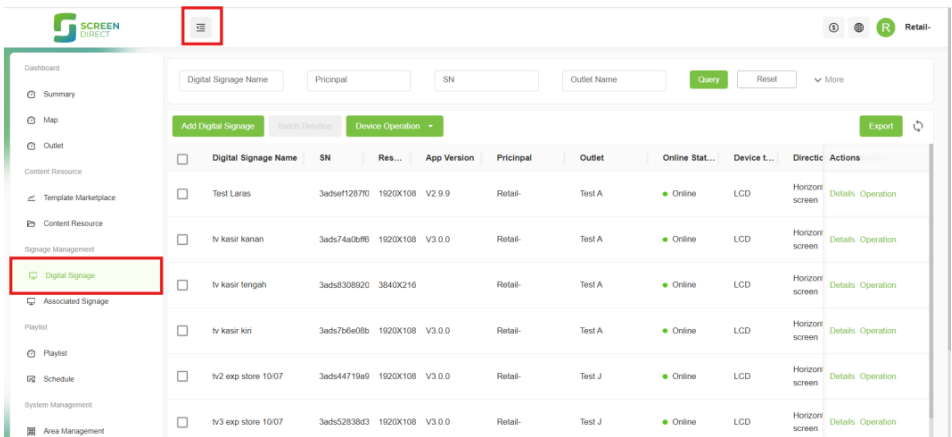 SCREEN
DIRECT
R Retail-
Dashboard
Summary
Map
Outlet
Content Resource
Template Marketplace
Content Resource
Signage Management
Digital Signage
Associated Signage
Playlist
Playlist
Schedule
System Management
Area Management
Digital Signage Name Pricinpal SN Outlet Name Query Reset More
Add Digital Signage Batch Deletion Device Operation Export
Digital Signage Name SN Res... App Version Pricinpal Outlet Online Stat... Device t... Directic Actions
Test Laras 3adsef1287f0 1920X108 V2.9.9 Retail- Test A Online LCD Horizont screen Details Operation
tv kasir kanan 3ads74a0bff6 1920X108 V3.0.0 Retail- Test A Online LCD Horizont screen Details Operation
tv kasir tengah 3ads8308920 3840X216 Retail- Test A Online LCD Horizont screen Details Operation
tv kasir kiri 3ads7b6e08b 1920X108 V3.0.0 Retail- Test A Online LCD Horizont screen Details Operation
tv2 exp store 10/07 3ads44719a9 1920X108 V3.0.0 Retail- Test J Online LCD Horizont screen Details Operation
tv3 exp store 10/07 3ads52838d3 1920X108 V3.0.0 Retail- Test J Online LCD Horizont screen Details Operation